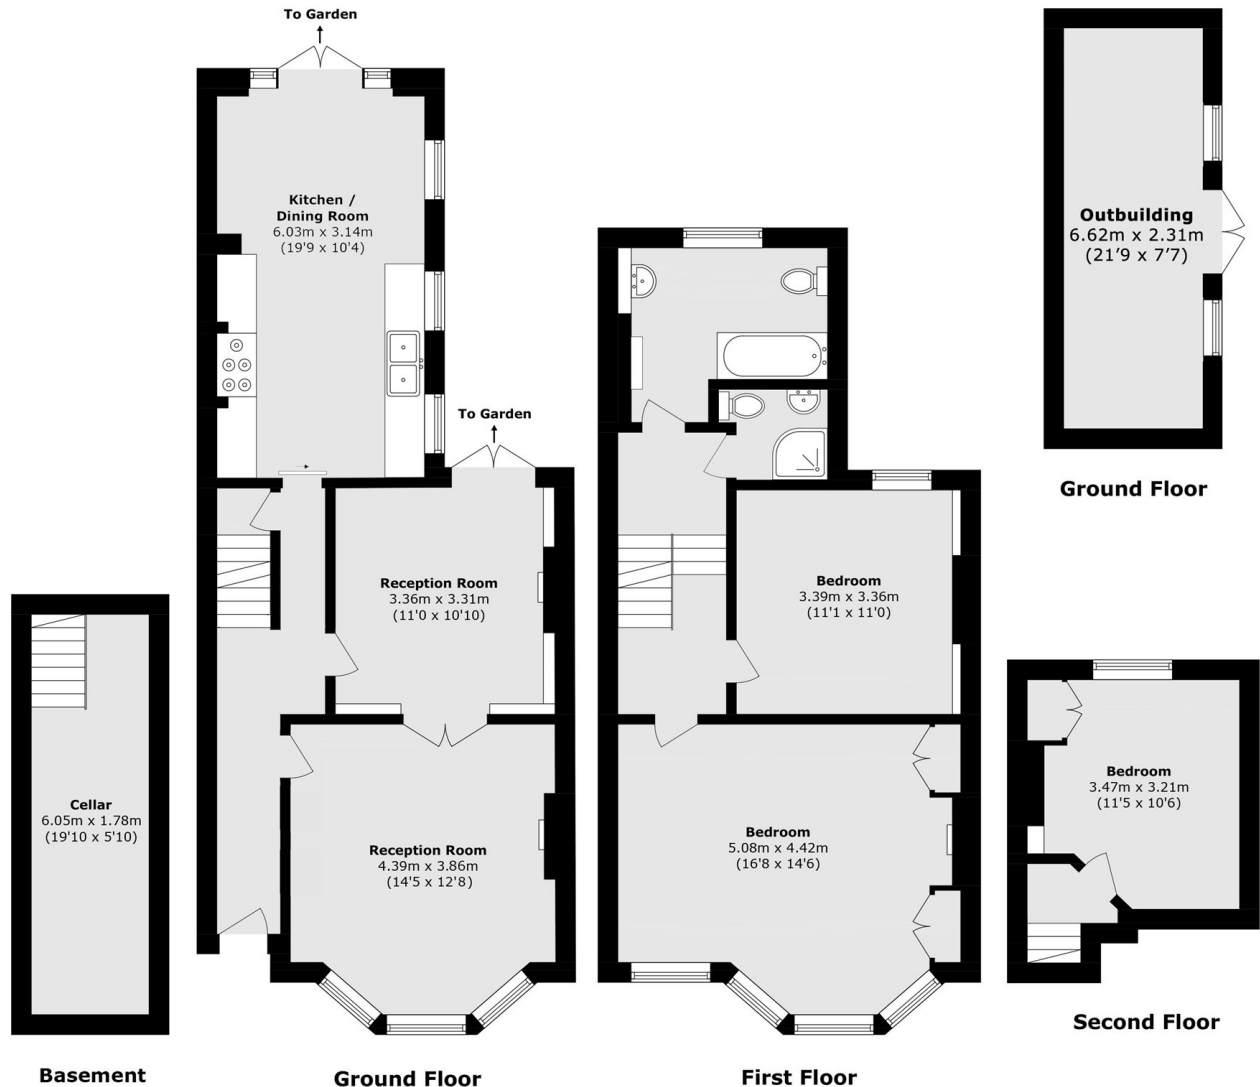 To Garden
Kitchen /
Dining Room
6.03m x 3.14m
(19'9 x 10'4)
To Garden
Reception Room
3.36m x 3.31m
(11'0 x 10'10)
Reception Room
4.39m x 3.86m
(14'5 x 12'8)
Ground Floor
Cellar
6.05m x 1.78m
(19'10 x 5'10)
Basement
Bedroom
3.39m x 3.36m
(11'1 x 11'0)
Bedroom
5.08m x 4.42m
(16'8 x 14'6)
First Floor
Outbuilding
6.62m x 2.31m
(21’9 x 7’7)
Ground Floor
Bedroom
3.47m x 3.21m
(11'5 x 10'6)
Second Floor